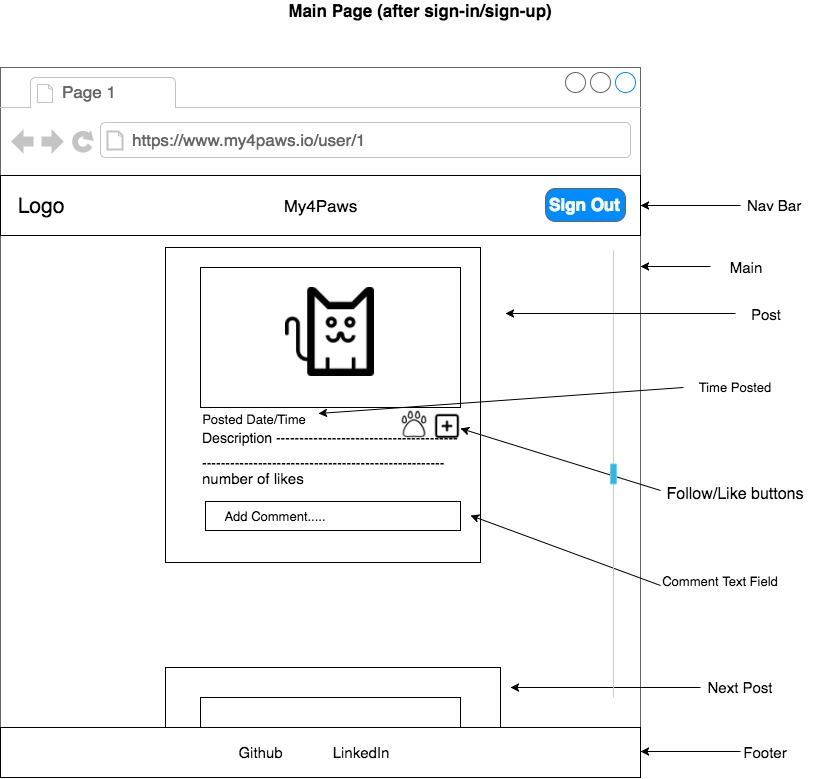 Main Page (after sign-in/sign-up)
Page 1
https://www.my4paws.io/user/1
Logo
My4Paws
Sign Out
Nav Bar
Main
Post
Time Posted
Posted Date/Time
Description
number of likes
Follow/Like buttons
Add Comment.....
Comment Text Field
Next Post
Github
LinkedIn
Footer